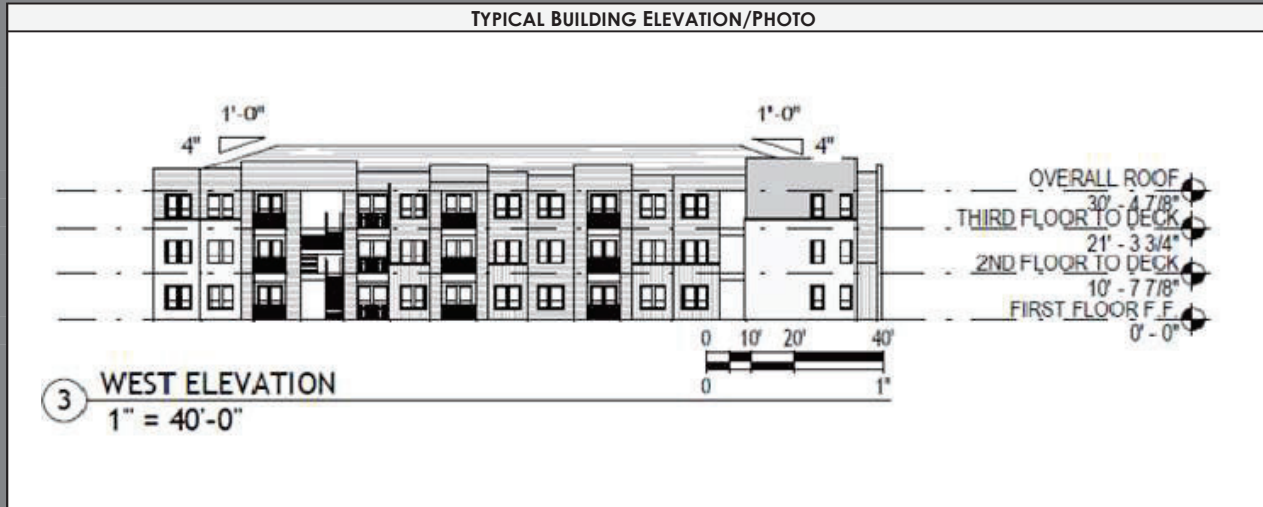 TYPICAL BUILDING ELEVATION/PHOTO
1'-0"
4"
1'-0"
4"
OVERALL ROOF
30' - 4 7/8"
THIRD FLOOR TO DECK
21' - 3 3/4"
2ND FLOOR TO DECK
10' - 7 7/8"
FIRST FLOOR F.F.
0' - 0"
0 10' 20' 40'
0 1"
3 WEST ELEVATION
1" = 40'-0"